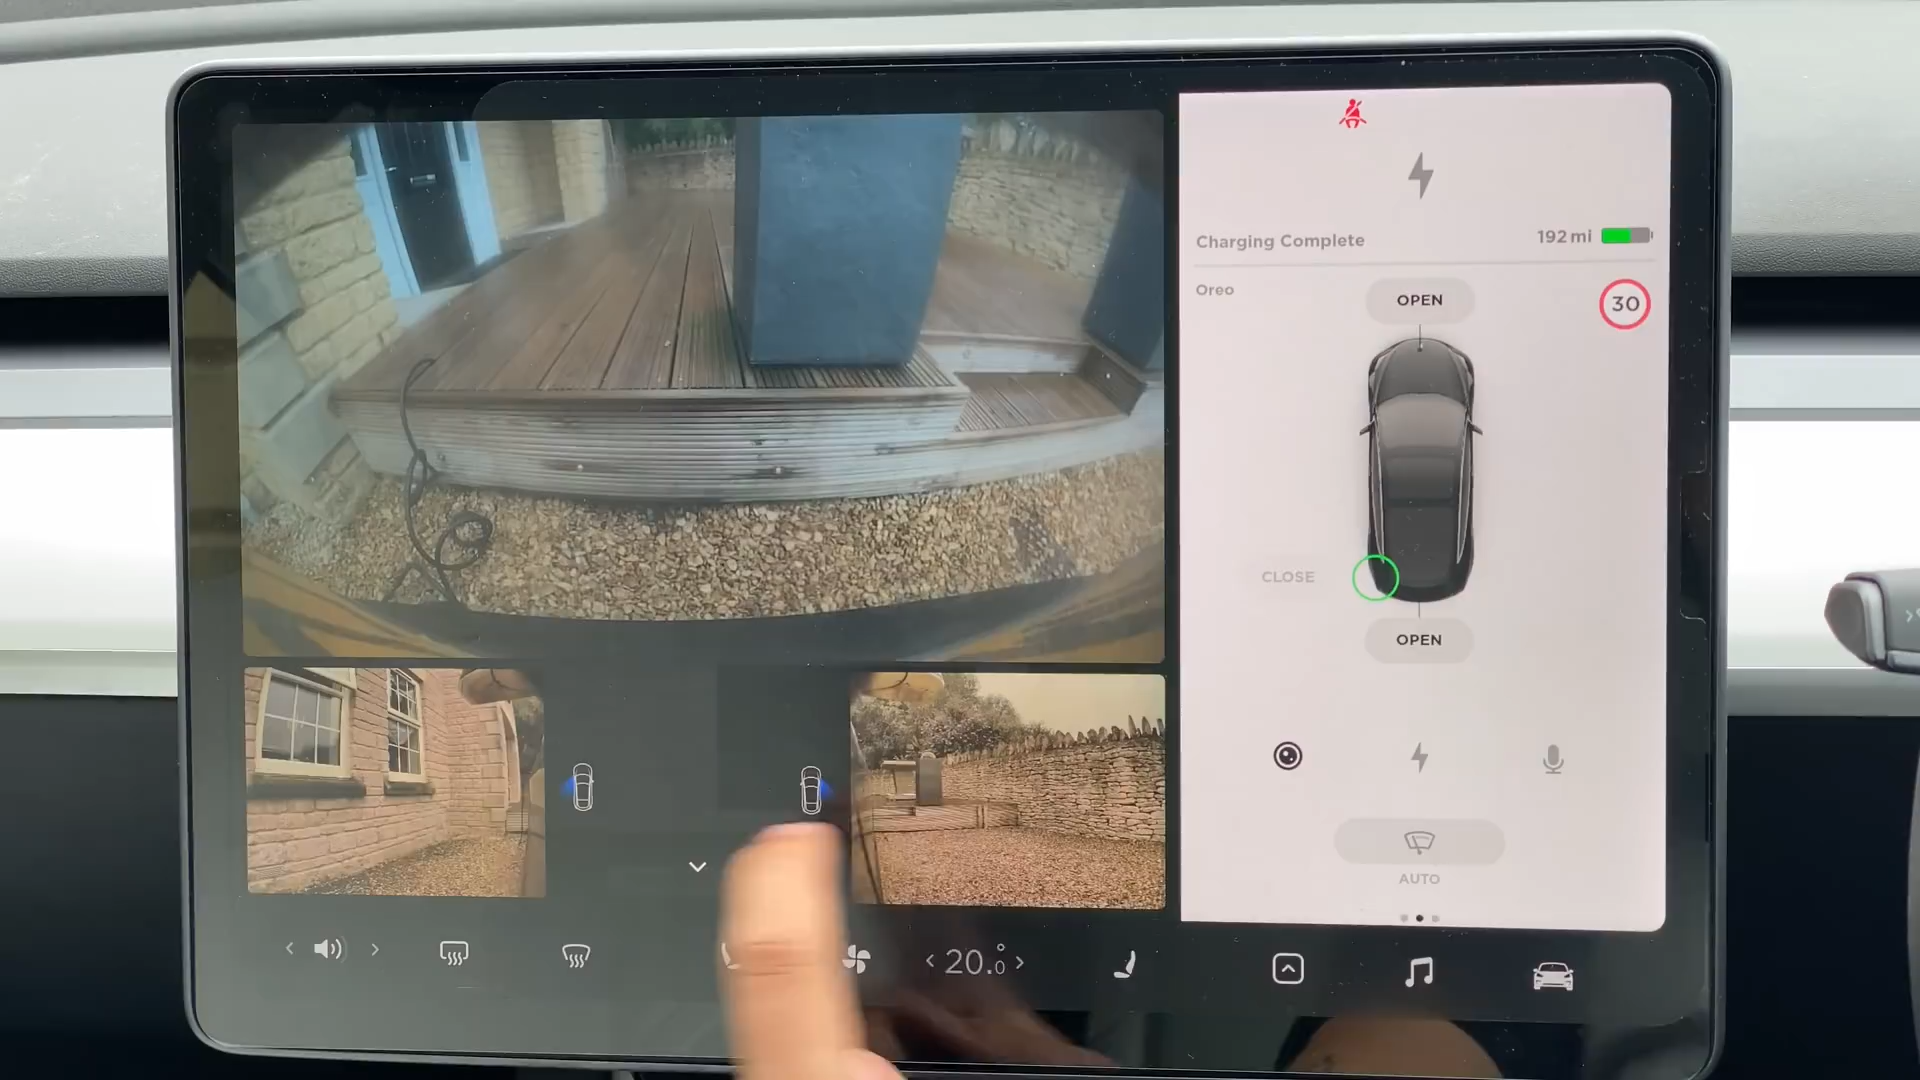 Charging Complete
192 mi
Oreo
30
OPEN
CLOSE
OPEN
AUTO
20.0°